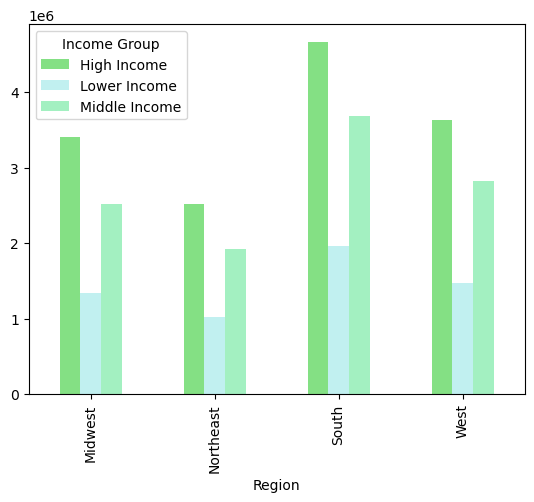 1e6
Income Group
High Income
Lower Income
Middle Income
4
3
2
1
0
Midwest
Northeast
South
West
Region